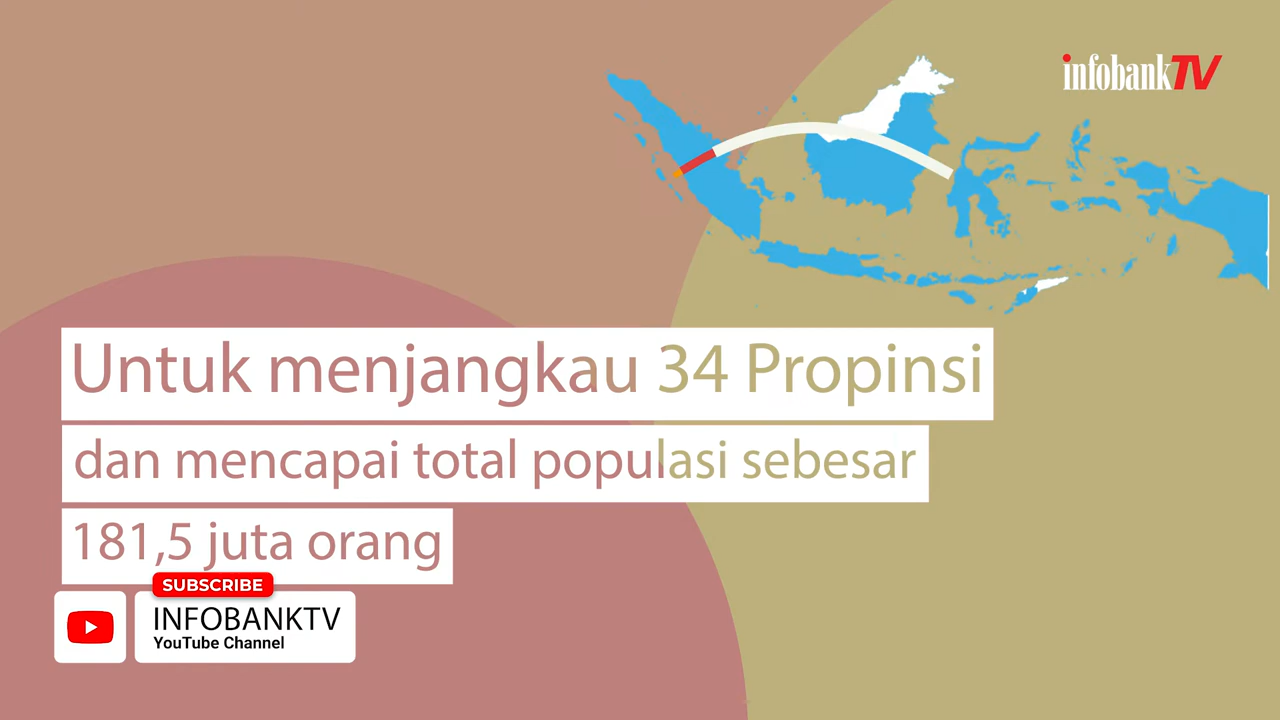 infobankTV
Untuk menjangkau 34 Propinsi
dan mencapai total populasi sebesar
181,5 juta orang
SUBSCRIBE
INFOBANKTV
YouTube Channel